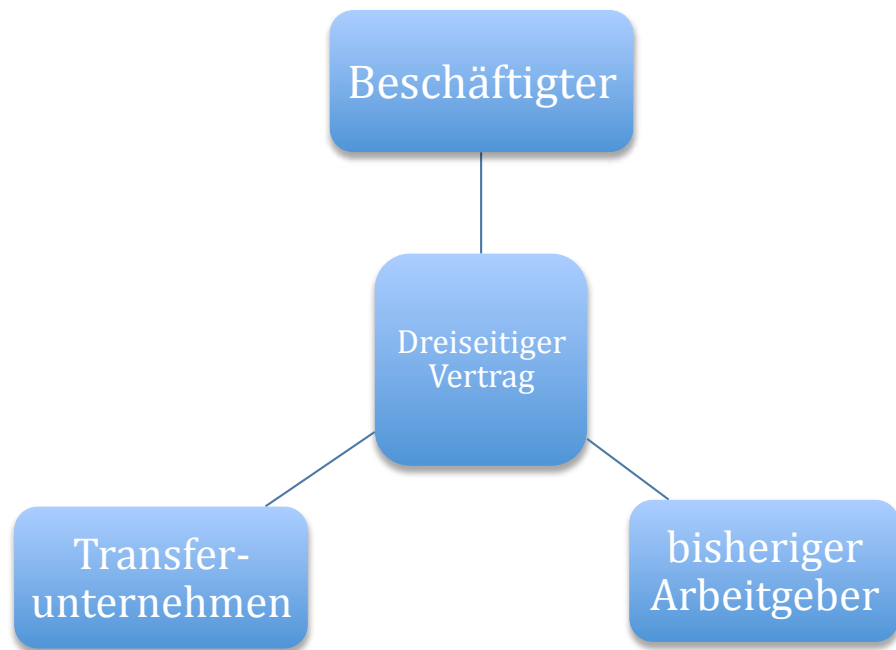 Beschäftigter
Dreiseitiger
Vertrag
Transfer-
unternehmen
bisheriger
Arbeitgeber